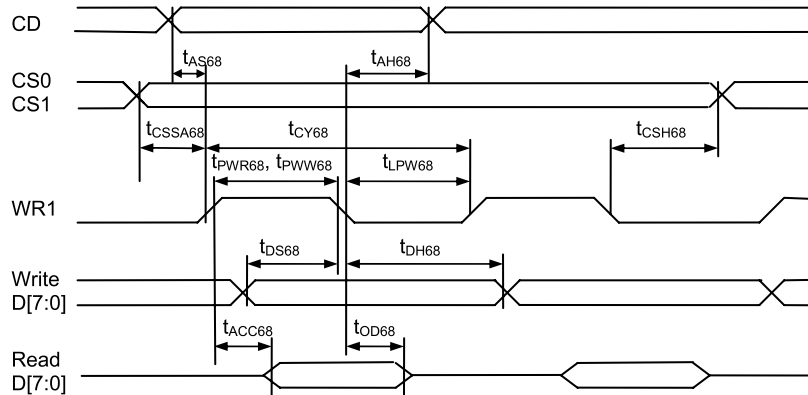 CD
tAS68 tAH68
CS0
CS1
tCSSA68 tCY68 tCSH68
tPWR68, tPWW68 tLPW68
WR1
tDS68 tDH68
Write
D[7:0]
tACC68 tOD68
Read
D[7:0]